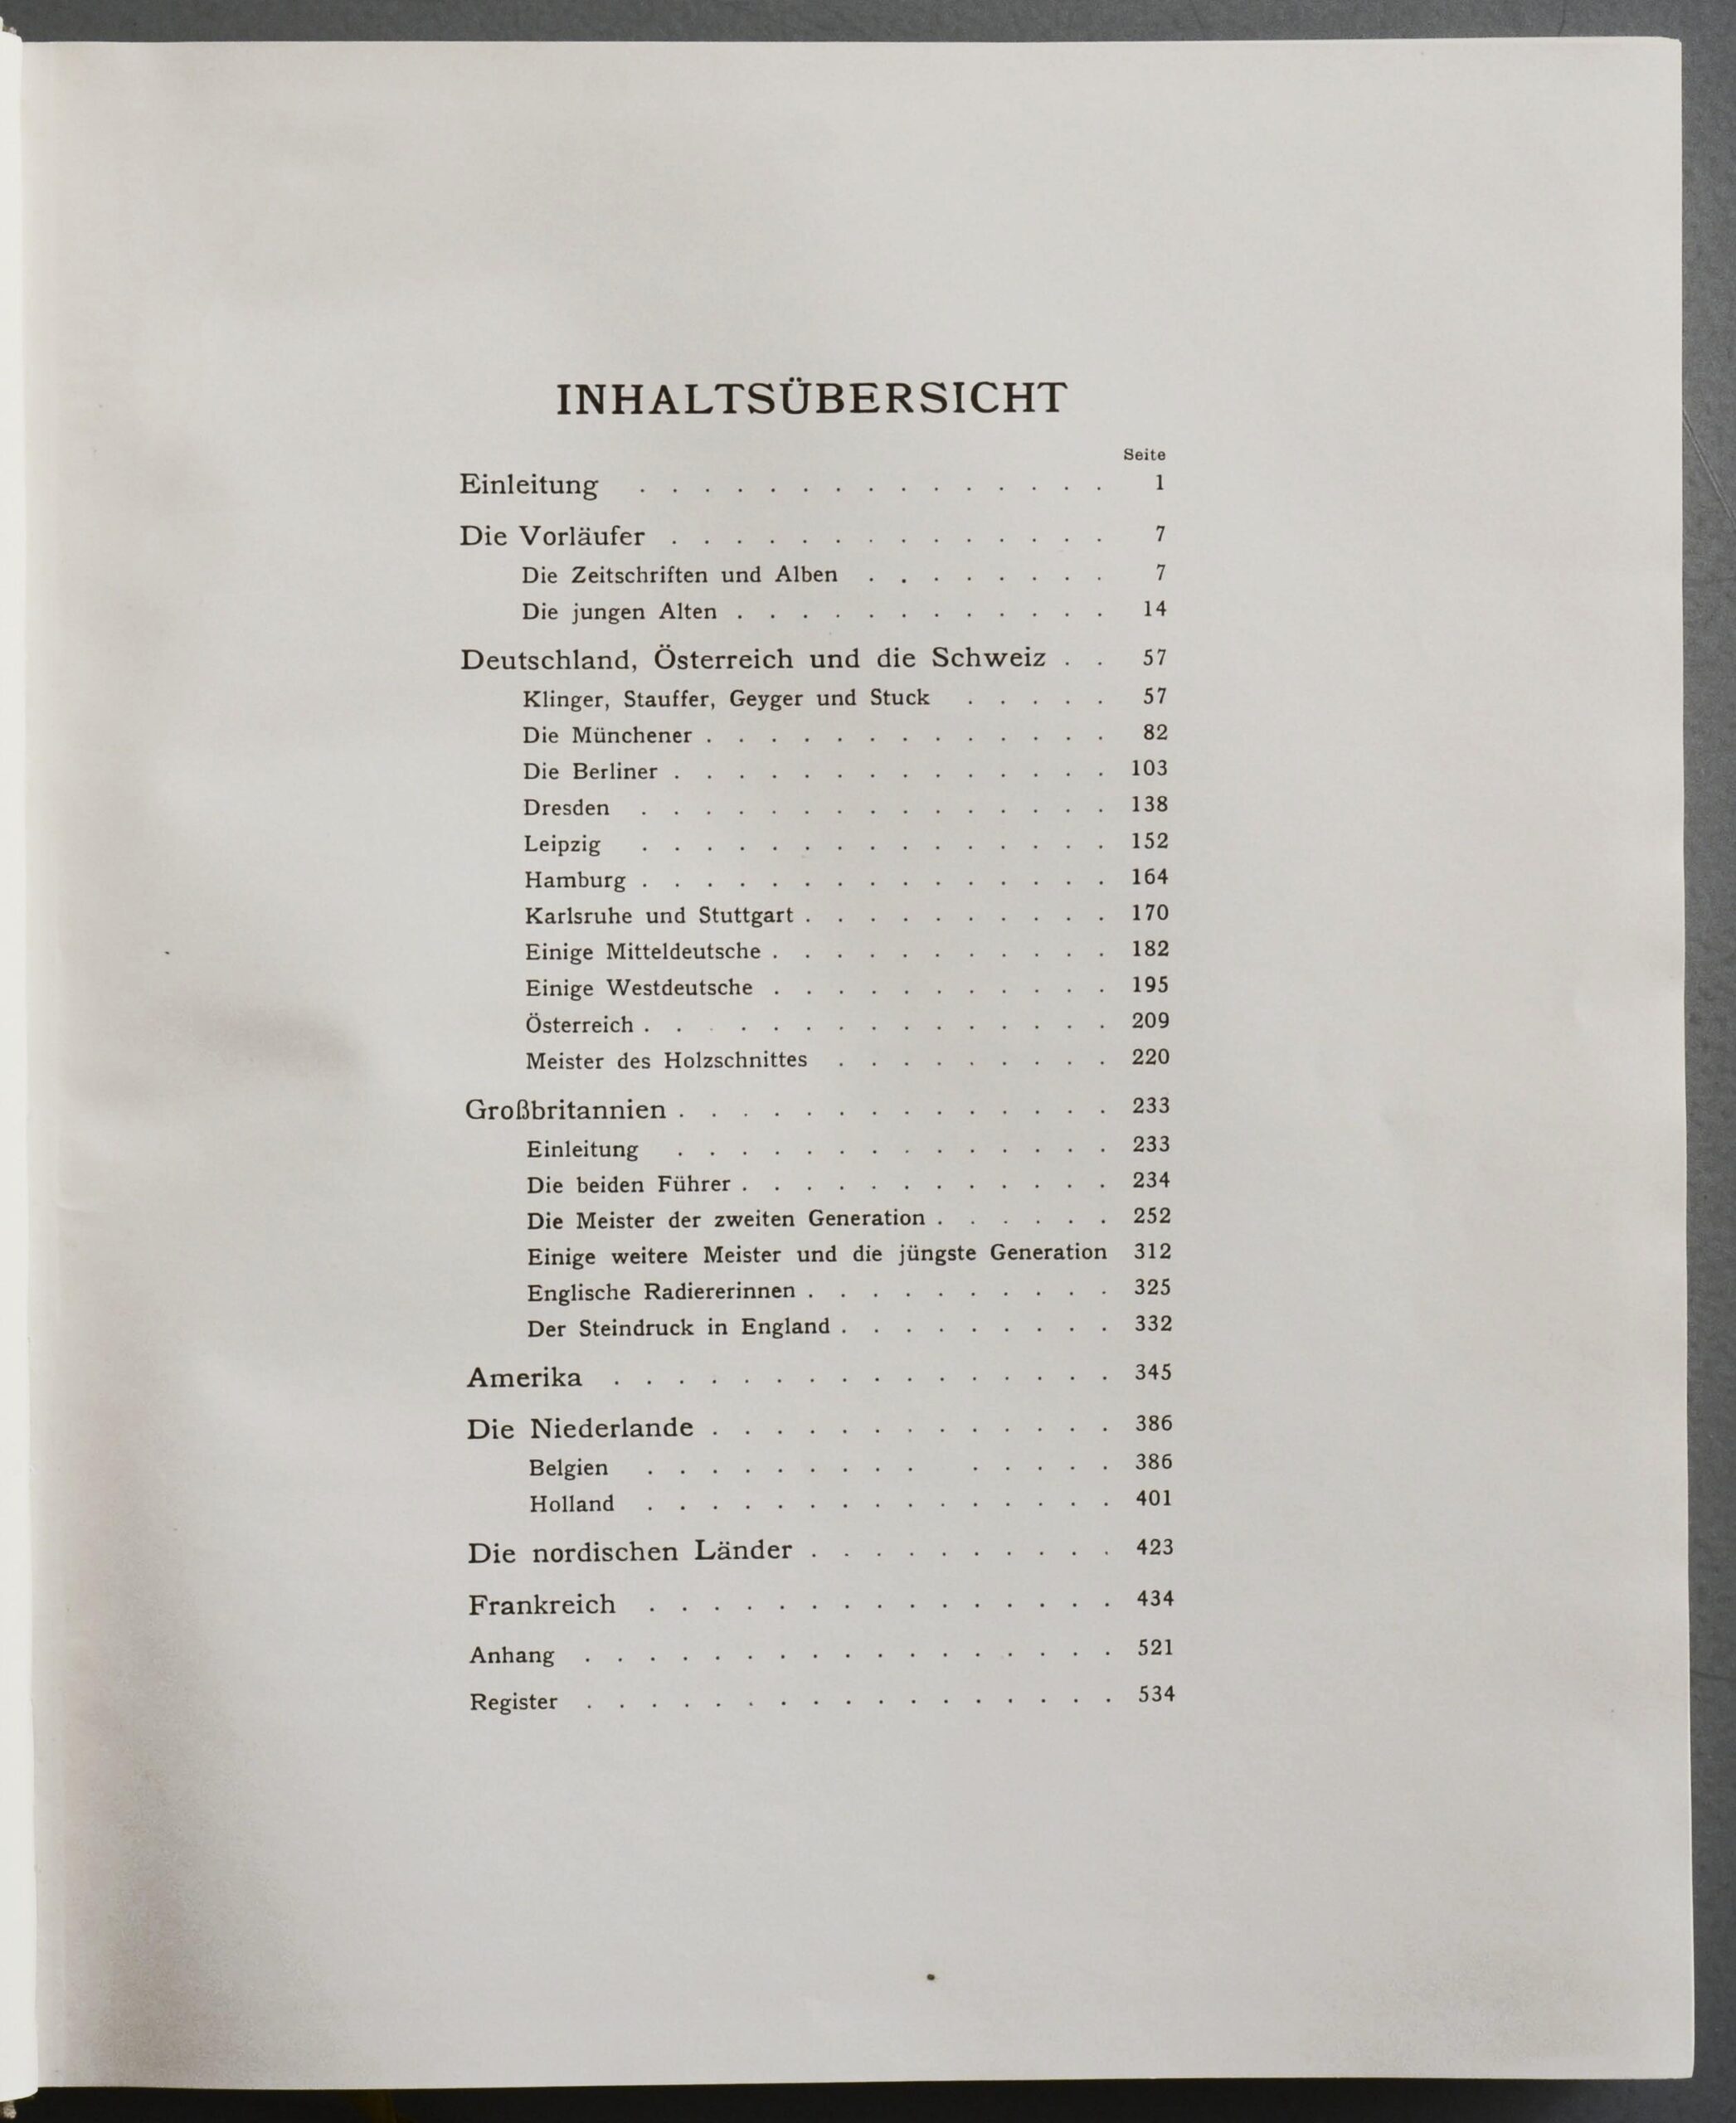 INHALTSÜBERSICHT
Seite
Einleitung . . . . . . . . . . . . . . . 1
Die Vorläufer . . . . . . . . . . . . . . 7
Die Zeitschriften und Alben . . . . . . . . 7
Die jungen Alten . . . . . . . . . . . . 14
Deutschland, Österreich und die Schweiz . . 57
Klinger, Stauffer, Geyger und Stuck . . . . . 57
Die Münchener . . . . . . . . . . . . . 82
Die Berliner . . . . . . . . . . . . . . 103
Dresden . . . . . . . . . . . . . . . 138
Leipzig . . . . . . . . . . . . . . . 152
Hamburg . . . . . . . . . . . . . . . 164
Karlsruhe und Stuttgart . . . . . . . . . . 170
Einige Mitteldeutsche . . . . . . . . . . . 182
Einige Westdeutsche . . . . . . . . . . . 195
Österreich . . . . . . . . . . . . . . . 209
Meister des Holzschnittes . . . . . . . . . 220
Großbritannien . . . . . . . . . . . . . . 233
Einleitung . . . . . . . . . . . . . . 233
Die beiden Führer . . . . . . . . . . . . 234
Die Meister der zweiten Generation . . . . . . 252
Einige weitere Meister und die jüngste Generation 312
Englische Radiererinnen . . . . . . . . . . 325
Der Steindruck in England . . . . . . . . . 332
Amerika . . . . . . . . . . . . . . . . 345
Die Niederlande . . . . . . . . . . . . . 386
Belgien . . . . . . . . . . . . . . 386
Holland . . . . . . . . . . . . . . . 401
Die nordischen Länder . . . . . . . . . . 423
Frankreich . . . . . . . . . . . . . . . 434
Anhang . . . . . . . . . . . . . . . . . 521
Register . . . . . . . . . . . . . . . . . 534